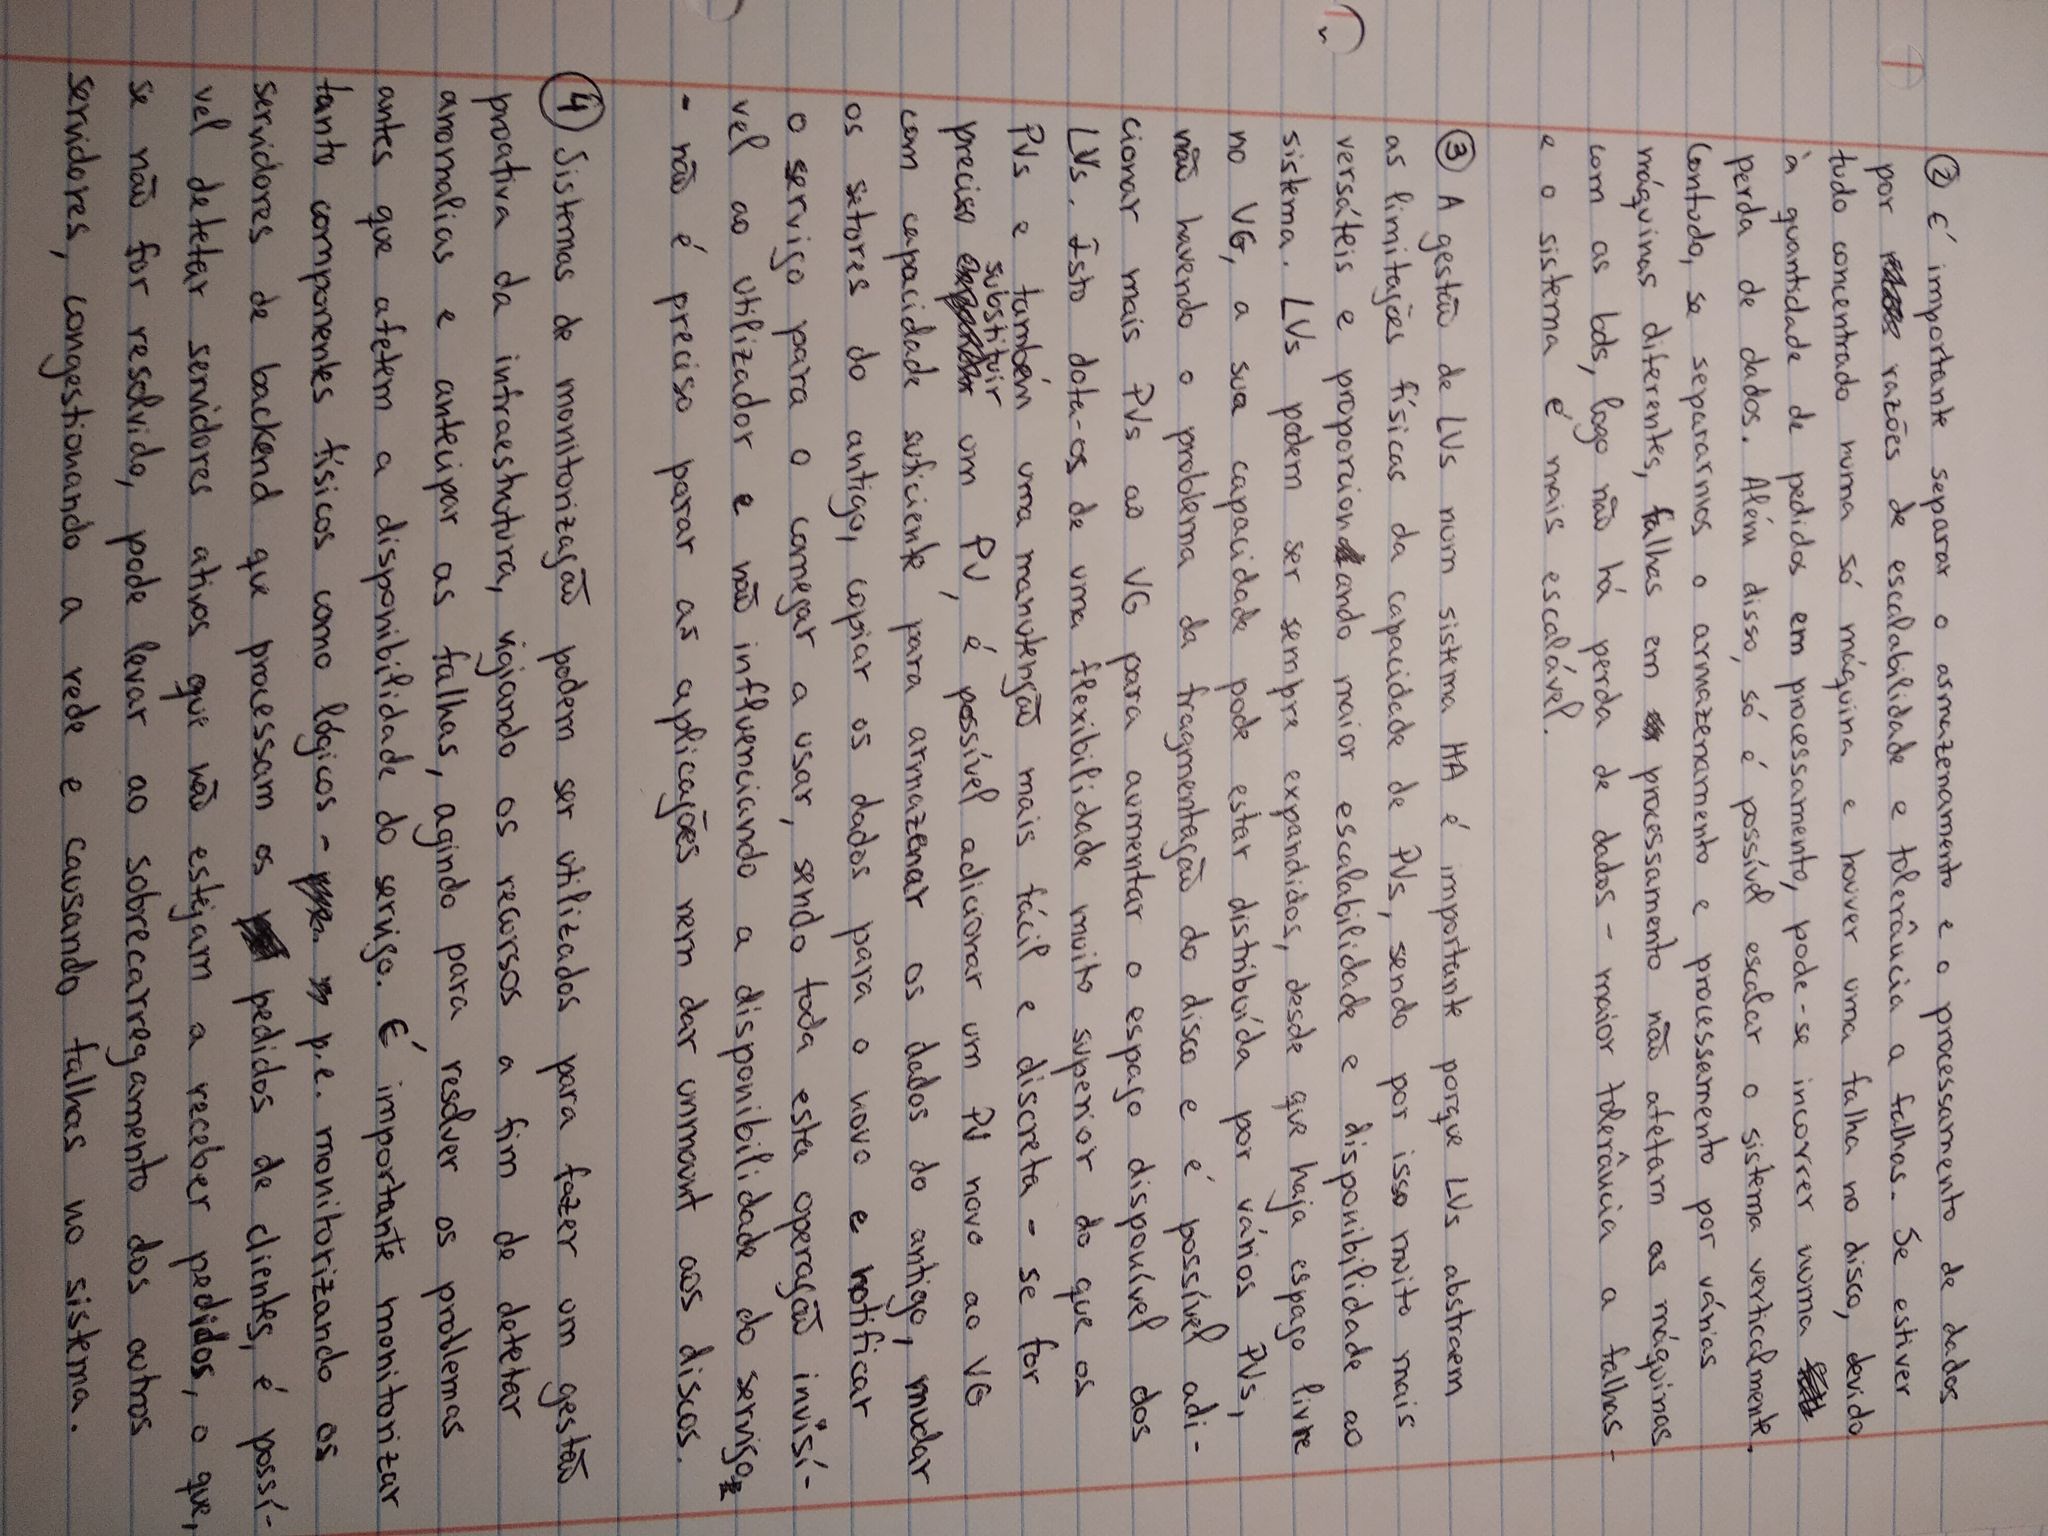 ② É importante separar o armazenamento e o processamento de dados
por razões de escalabilidade e tolerância a falhas. Se estiver
tudo concentrado numa só máquina e houver uma falha no disco, devido
à quantidade de pedidos em processamento, pode-se incorrer numa
perda de dados. Além disso, só é possível escalar o sistema verticalmente.
Contudo, se separarmos o armazenamento e processamento por várias
máquinas diferentes, falhas em processamento não afetam as máquinas
com as bds, logo não há perda de dados - maior tolerância a falhas -
e o sistema é mais escalável.
③ A gestão de LVs num sistema HA é importante porque LVs abstraem
as limitações físicas da capacidade de PVs, sendo por isso muito mais
versáteis e proporcionando maior escalabilidade e disponibilidade ao
sistema. LVs podem ser sempre expandidos, desde que haja espaço livre
no VG, a sua capacidade pode estar distribuída por vários PVs,
não havendo o problema da fragmentação do disco e é possível adi-
cionar mais PVs ao VG para aumentar o espaço disponível dos
LVs. Isto dota-os de uma flexibilidade muito superior do que os
PVs e também uma manutenção mais fácil e discreta - se for
preciso substituir um PV, é possível adicionar um PV novo ao VG
com capacidade suficiente para armazenar os dados do antigo, mudar
os setores do antigo, copiar os dados para o novo e notificar
o serviço para o começar a usar, sendo toda esta operação invisí-
vel ao utilizador e não influenciando a disponibilidade do serviço
- não é preciso parar as aplicações nem dar unmount aos discos.
④ Sistemas de monitorização podem ser utilizados para fazer um gestão
proativa da infraestrutura, vigiando os recursos a fim de detetar
anomalias e antecipar as falhas, agindo para resolver os problemas
antes que afetem a disponibilidade do serviço. É importante monitorizar
tanto componentes físicos como lógicos - p.e. monitorizando os
servidores de backend que processam os pedidos de clientes, é possí-
vel detetar servidores ativos que não estejam a receber pedidos, o que,
se não for resolvido, pode levar ao sobrecarregamento dos outros
servidores, congestionando a rede e causando falhas no sistema.